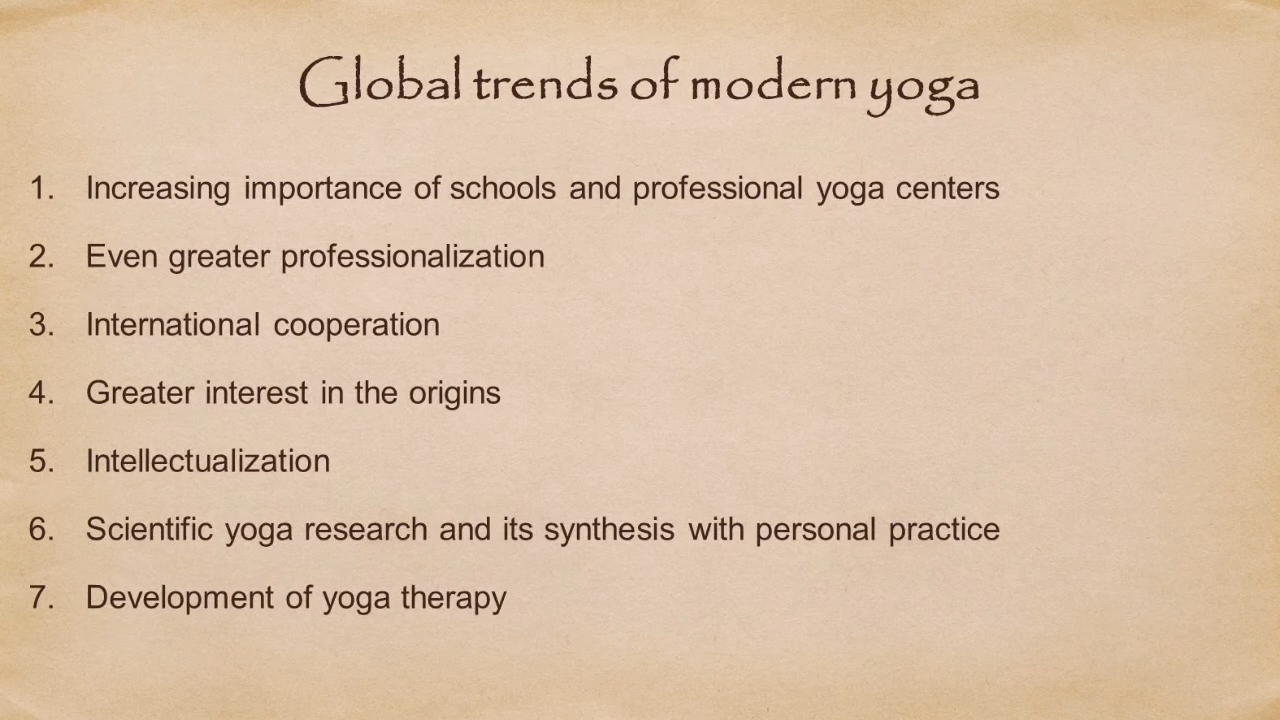 Global trends of modern yoga
1. Increasing importance of schools and professional yoga centers
2. Even greater professionalization
3. International cooperation
4. Greater interest in the origins
5. Intellectualization
6. Scientific yoga research and its synthesis with personal practice
7. Development of yoga therapy